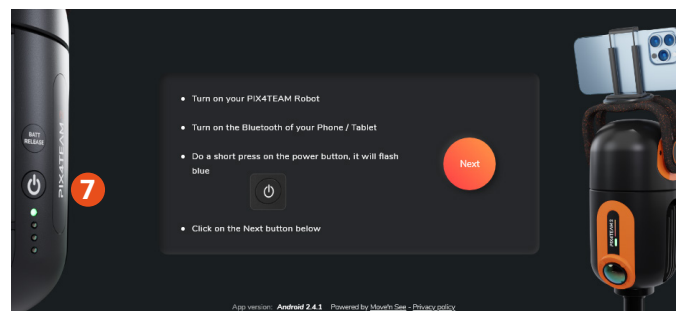 BATT
RELEASE
PIX4TEAM
7
• Turn on your PIX4TEAM Robot
• Turn on the Bluetooth of your Phone / Tablet
• Do a short press on the power button, it will flash
blue
• Click on the Next button below
Next
App version: Android 2.4.1 Powered by Move'n See - Privacy policy